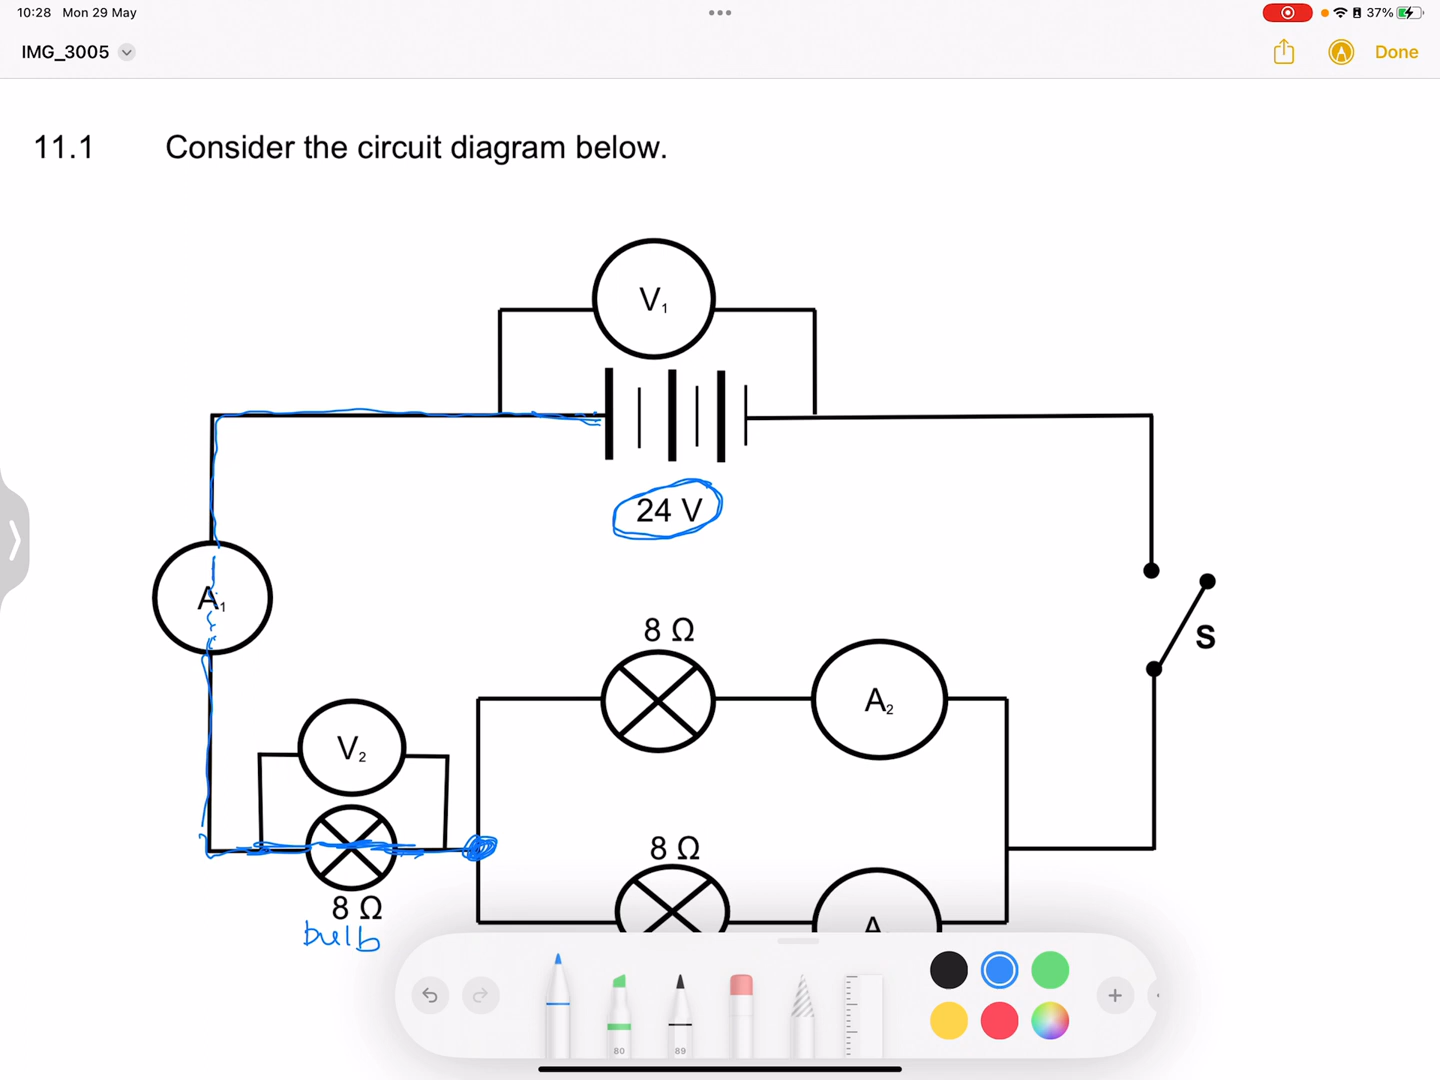 10:28 Mon 29 May
37%
IMG_3005
Done
11.1 Consider the circuit diagram below.
V₁
24 V
A₁
S
8 Ω
A₂
V₂
8 Ω
8 Ω
A
bulb
80
89